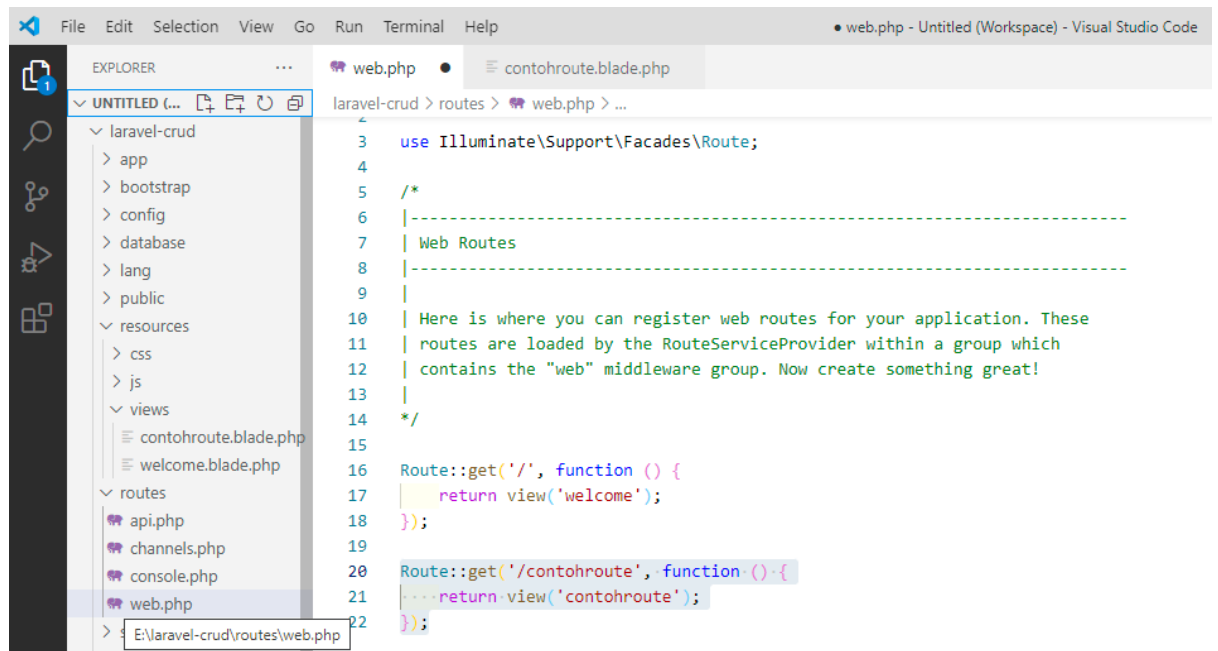 File Edit Selection View Go Run Terminal Help ● web.php - Untitled (Workspace) - Visual Studio Code
EXPLORER ...
1
UNTITLED (...
laravel-crud
app
bootstrap
config
database
lang
public
resources
css
js
views
contohroute.blade.php
welcome.blade.php
routes
api.php
channels.php
console.php
web.php
E:\laravel-crud\routes\web.php
web.php ● contohroute.blade.php
laravel-crud > routes > web.php > ...
2
3 use Illuminate\Support\Facades\Route;
4
5 /*
6 |--------------------------------------------------------------------------
7 | Web Routes
8 |--------------------------------------------------------------------------
9 |
10 | Here is where you can register web routes for your application. These
11 | routes are loaded by the RouteServiceProvider within a group which
12 | contains the "web" middleware group. Now create something great!
13 |
14 */
15
16 Route::get('/', function () {
17 return view('welcome');
18 });
19
20 Route::get('/contohroute', function () {
21 return view('contohroute');
22 });